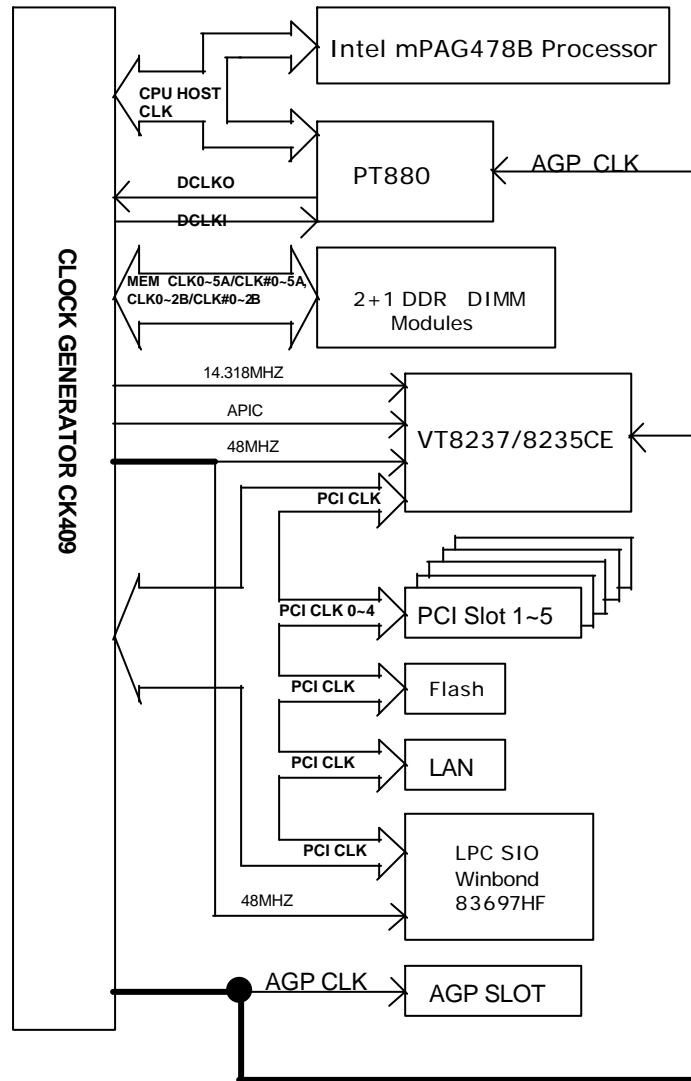 Intel mPAG478B Processor
CPU HOST
CLK
PT880
AGP CLK
DCLKO
DCLKI
CLOCK GENERATOR CK409
MEM CLK0~5A/CLK#0~5A,
CLK0~2B/CLK#0~2B
2+1 DDR DIMM
Modules
14.318MHZ
APIC
48MHZ
VT8237/8235CE
PCI CLK
PCI CLK 0~4
PCI Slot 1~5
PCI CLK
Flash
PCI CLK
LAN
PCI CLK
LPC SIO
Winbond
83697HF
48MHZ
AGP CLK
AGP SLOT